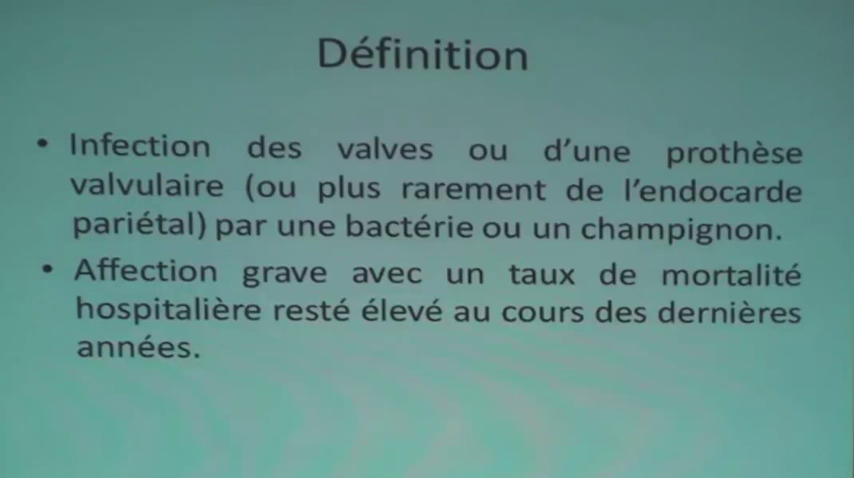 Définition
• Infection des valves ou d'une prothèse
valvulaire (ou plus rarement de l'endocarde
pariétal) par une bactérie ou un champignon.
• Affection grave avec un taux de mortalité
hospitalière resté élevé au cours des dernières
années.